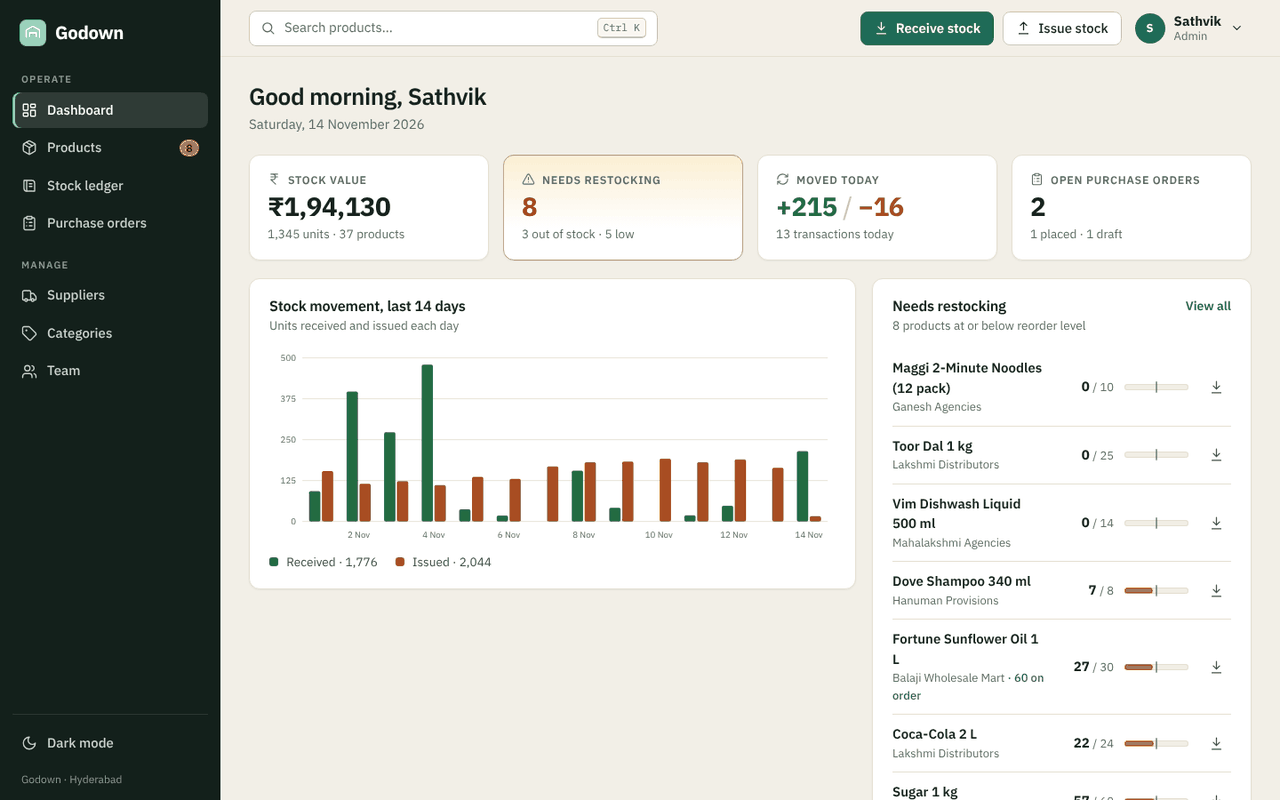 Godown
OPERATE
Dashboard
Products
8
Stock ledger
Purchase orders
MANAGE
Suppliers
Categories
Team
Dark mode
Godown · Hyderabad
Search products...
Ctrl K
Receive stock
Issue stock
S
Sathvik
Admin
Good morning, Sathvik
Saturday, 14 November 2026
₹ STOCK VALUE
₹1,94,130
1,345 units · 37 products
NEEDS RESTOCKING
8
3 out of stock · 5 low
MOVED TODAY
+215 / −16
13 transactions today
OPEN PURCHASE ORDERS
2
1 placed · 1 draft
Stock movement, last 14 days
Units received and issued each day
500
375
250
125
0
2 Nov
4 Nov
6 Nov
8 Nov
10 Nov
12 Nov
14 Nov
Received · 1,776
Issued · 2,044
Needs restocking
View all
8 products at or below reorder level
Maggi 2-Minute Noodles
(12 pack)
Ganesh Agencies
0 / 10
Toor Dal 1 kg
Lakshmi Distributors
0 / 25
Vim Dishwash Liquid
500 ml
Mahalakshmi Agencies
0 / 14
Dove Shampoo 340 ml
Hanuman Provisions
7 / 8
Fortune Sunflower Oil 1
L
Balaji Wholesale Mart · 60 on
order
27 / 30
Coca-Cola 2 L
Lakshmi Distributors
22 / 24
Sugar 1 kg